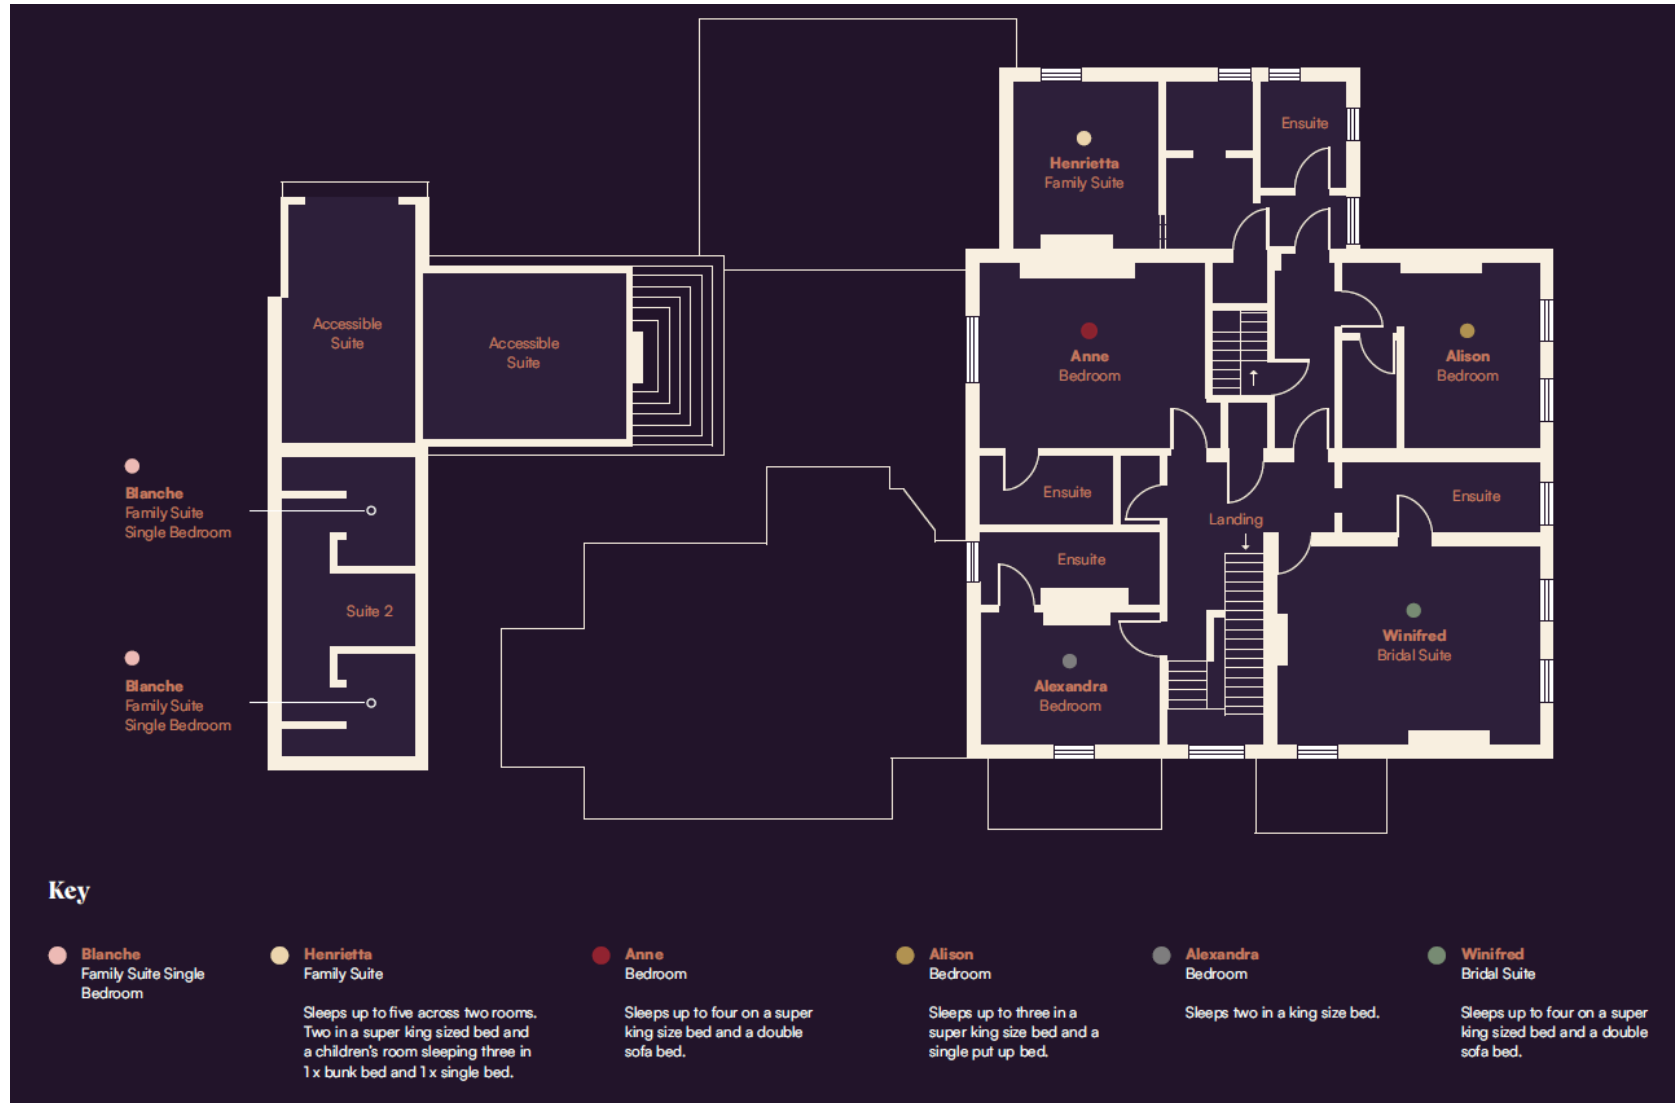 Ensuite
Henrietta
Family Suite
Accessible
Suite
Accessible
Suite
Anne
Bedroom
Alison
Bedroom
Blanche
Family Suite
Single Bedroom
Ensuite
Ensuite
Landing
Ensuite
Suite 2
Winifred
Bridal Suite
Blanche
Family Suite
Single Bedroom
Alexandra
Bedroom
Key
Blanche
Family Suite Single
Bedroom
Henrietta
Family Suite
Sleeps up to five across two rooms.
Two in a super king sized bed and
a children's room sleeping three in
1 x bunk bed and 1 x single bed.
Anne
Bedroom
Sleeps up to four on a super
king size bed and a double
sofa bed.
Alison
Bedroom
Sleeps up to three in a
super king size bed and a
single put up bed.
Alexandra
Bedroom
Sleeps two in a king size bed.
Winifred
Bridal Suite
Sleeps up to four on a super
king sized bed and a double
sofa bed.